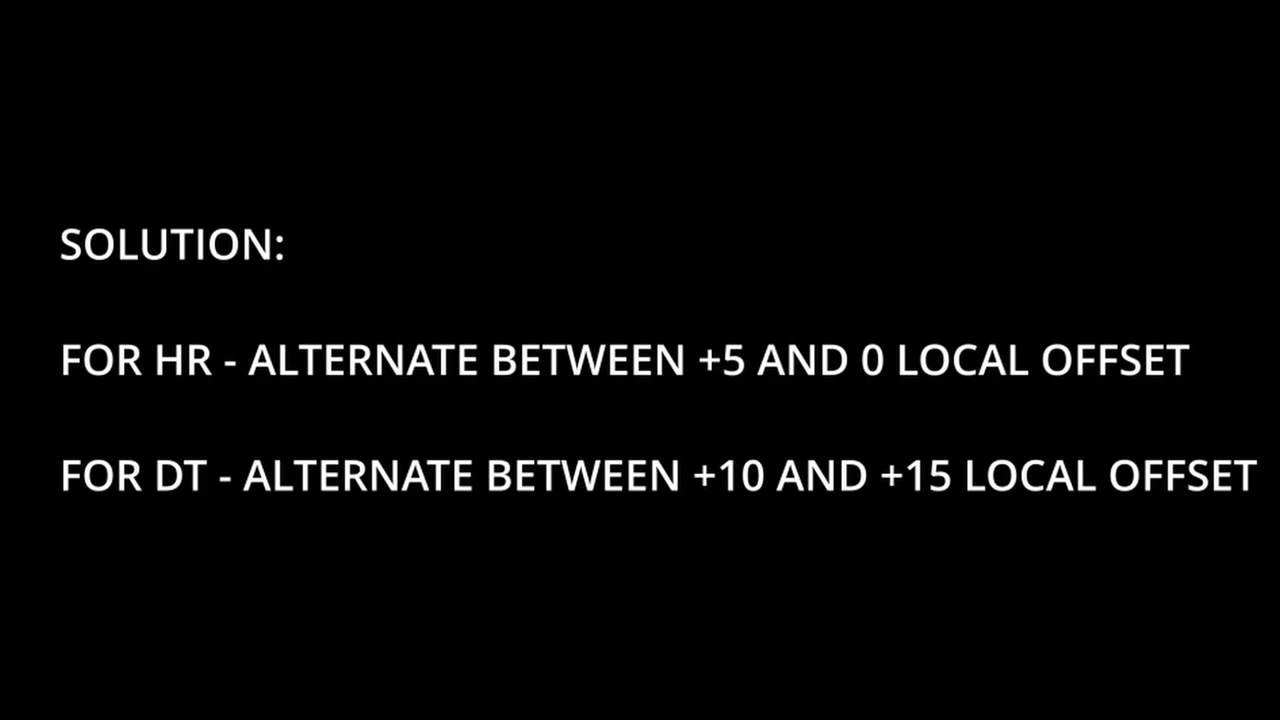 SOLUTION:
FOR HR - ALTERNATE BETWEEN +5 AND 0 LOCAL OFFSET
FOR DT - ALTERNATE BETWEEN +10 AND +15 LOCAL OFFSET